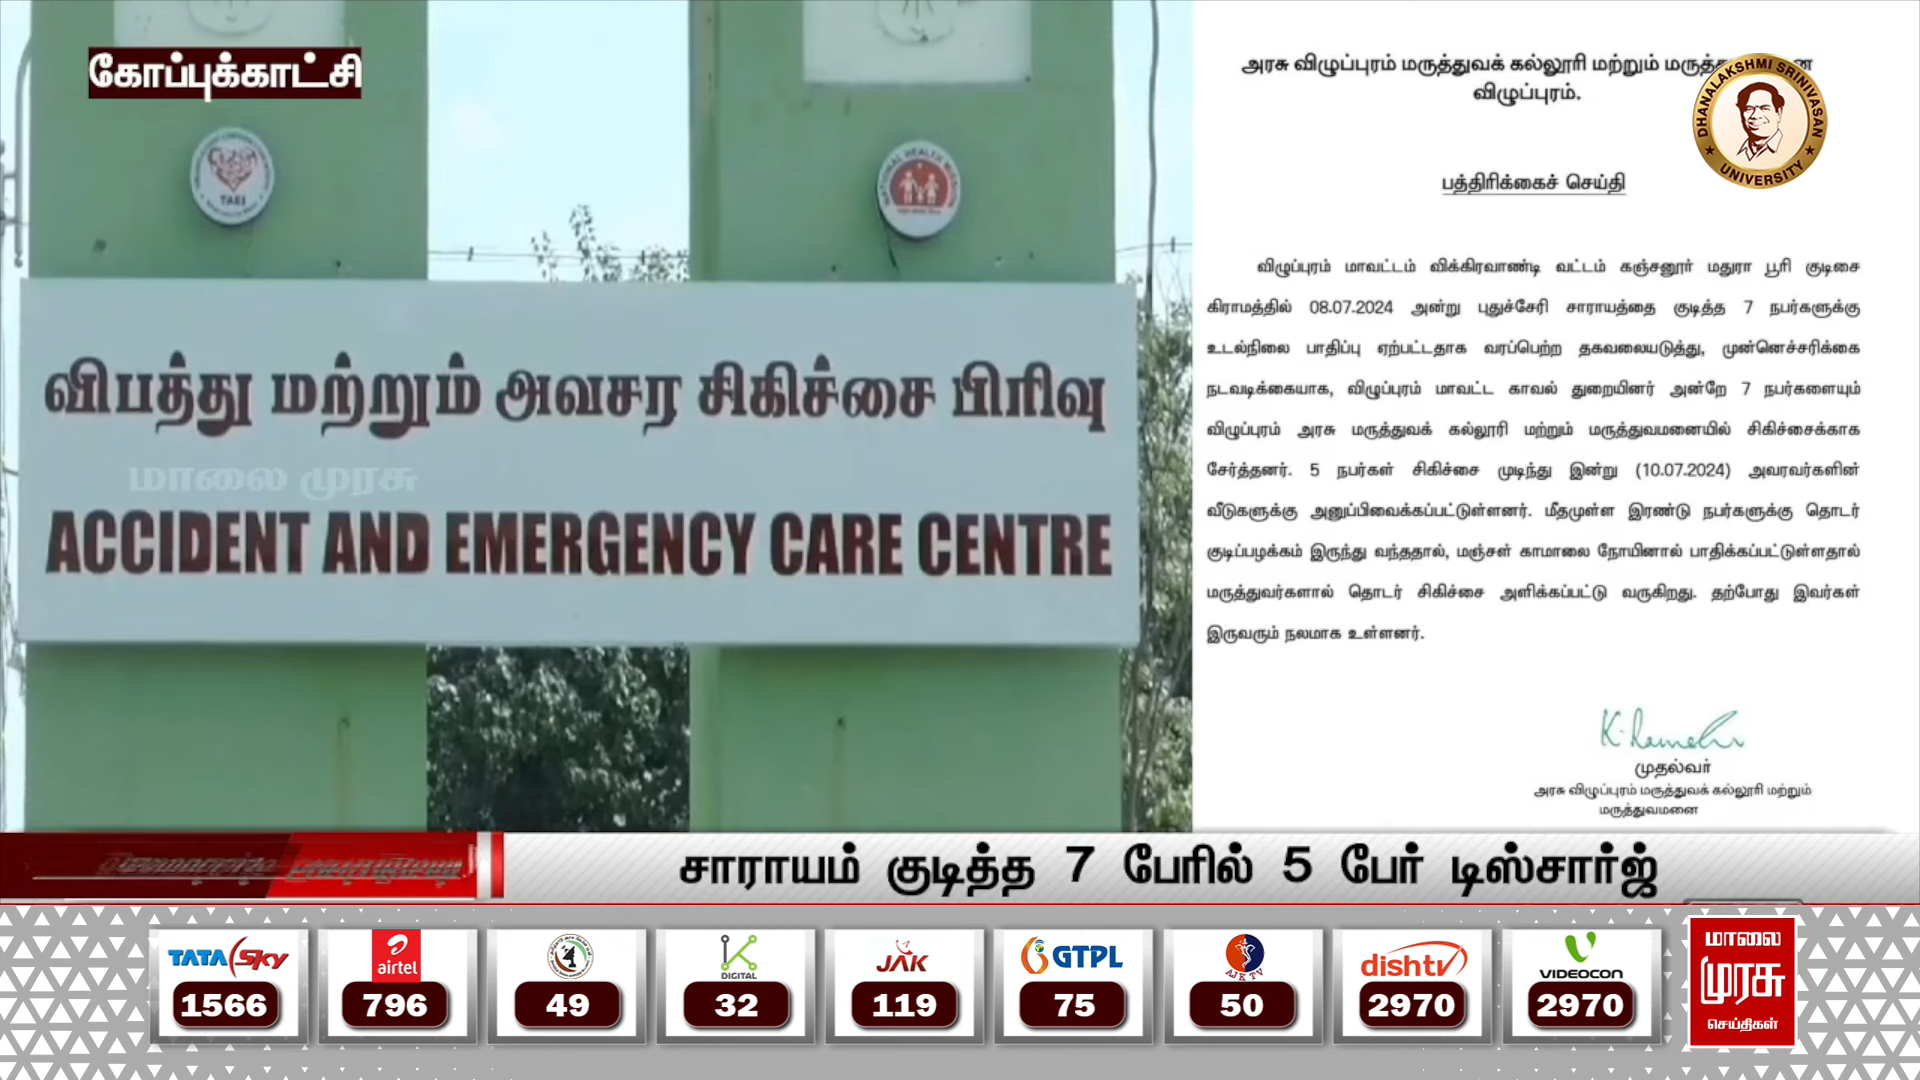 கோப்புக்காட்சி
TAEI
NATIONAL HEALTH MISSION
விபத்து மற்றும் அவசர சிகிச்சை பிரிவு
மாலை முரசு
ACCIDENT AND EMERGENCY CARE CENTRE
அரசு விழுப்புரம் மருத்துவக் கல்லூரி மற்றும்
விழுப்புரம்.
DHANALAKSHMI SRINIVASAN
UNIVERSITY
பத்திரிக்கைச் செய்தி
விழுப்புரம் மாவட்டம் விக்கிரவாண்டி வட்டம் கஞ்சனூர் மதுரா பூரி குடிசை
கிராமத்தில் 08.07.2024 அன்று புதுச்சேரி சாராயத்தை குடித்த 7 நபர்களுக்கு
உடல்நிலை பாதிப்பு ஏற்பட்டதாக வரப்பெற்ற தகவலையடுத்து, முன்னெச்சரிக்கை
நடவடிக்கையாக, விழுப்புரம் மாவட்ட காவல் துறையினர் அன்றே 7 நபர்களையும்
விழுப்புரம் அரசு மருத்துவக் கல்லூரி மற்றும் மருத்துவமனையில் சிகிச்சைக்காக
சேர்த்தனர். 5 நபர்கள் சிகிச்சை முடிந்து இன்று (10.07.2024) அவரவர்களின்
வீடுகளுக்கு அனுப்பிவைக்கப்பட்டுள்ளனர். மீதமுள்ள இரண்டு நபர்களுக்கு தொடர்
குடிப்பழக்கம் இருந்து வந்ததால், மஞ்சள் காமாலை நோயினால் பாதிக்கப்பட்டுள்ளதால்
மருத்துவர்களால் தொடர் சிகிச்சை அளிக்கப்பட்டு வருகிறது. தற்போது இவர்கள்
இருவரும் நலமாக உள்ளனர்.
முதல்வர்
அரசு விழுப்புரம் மருத்துவக் கல்லூரி மற்றும்
மருத்துவமனை
சாராயம் குடித்த 7 பேரில் 5 பேர் டிஸ்சார்ஜ்
TATA Sky airtel DIGITAL JAK GTPL AJK TV dishtv VIDEOCON
1566 796 49 32 119 75 50 2970 2970
மாலை
முரசு
செய்திகள்